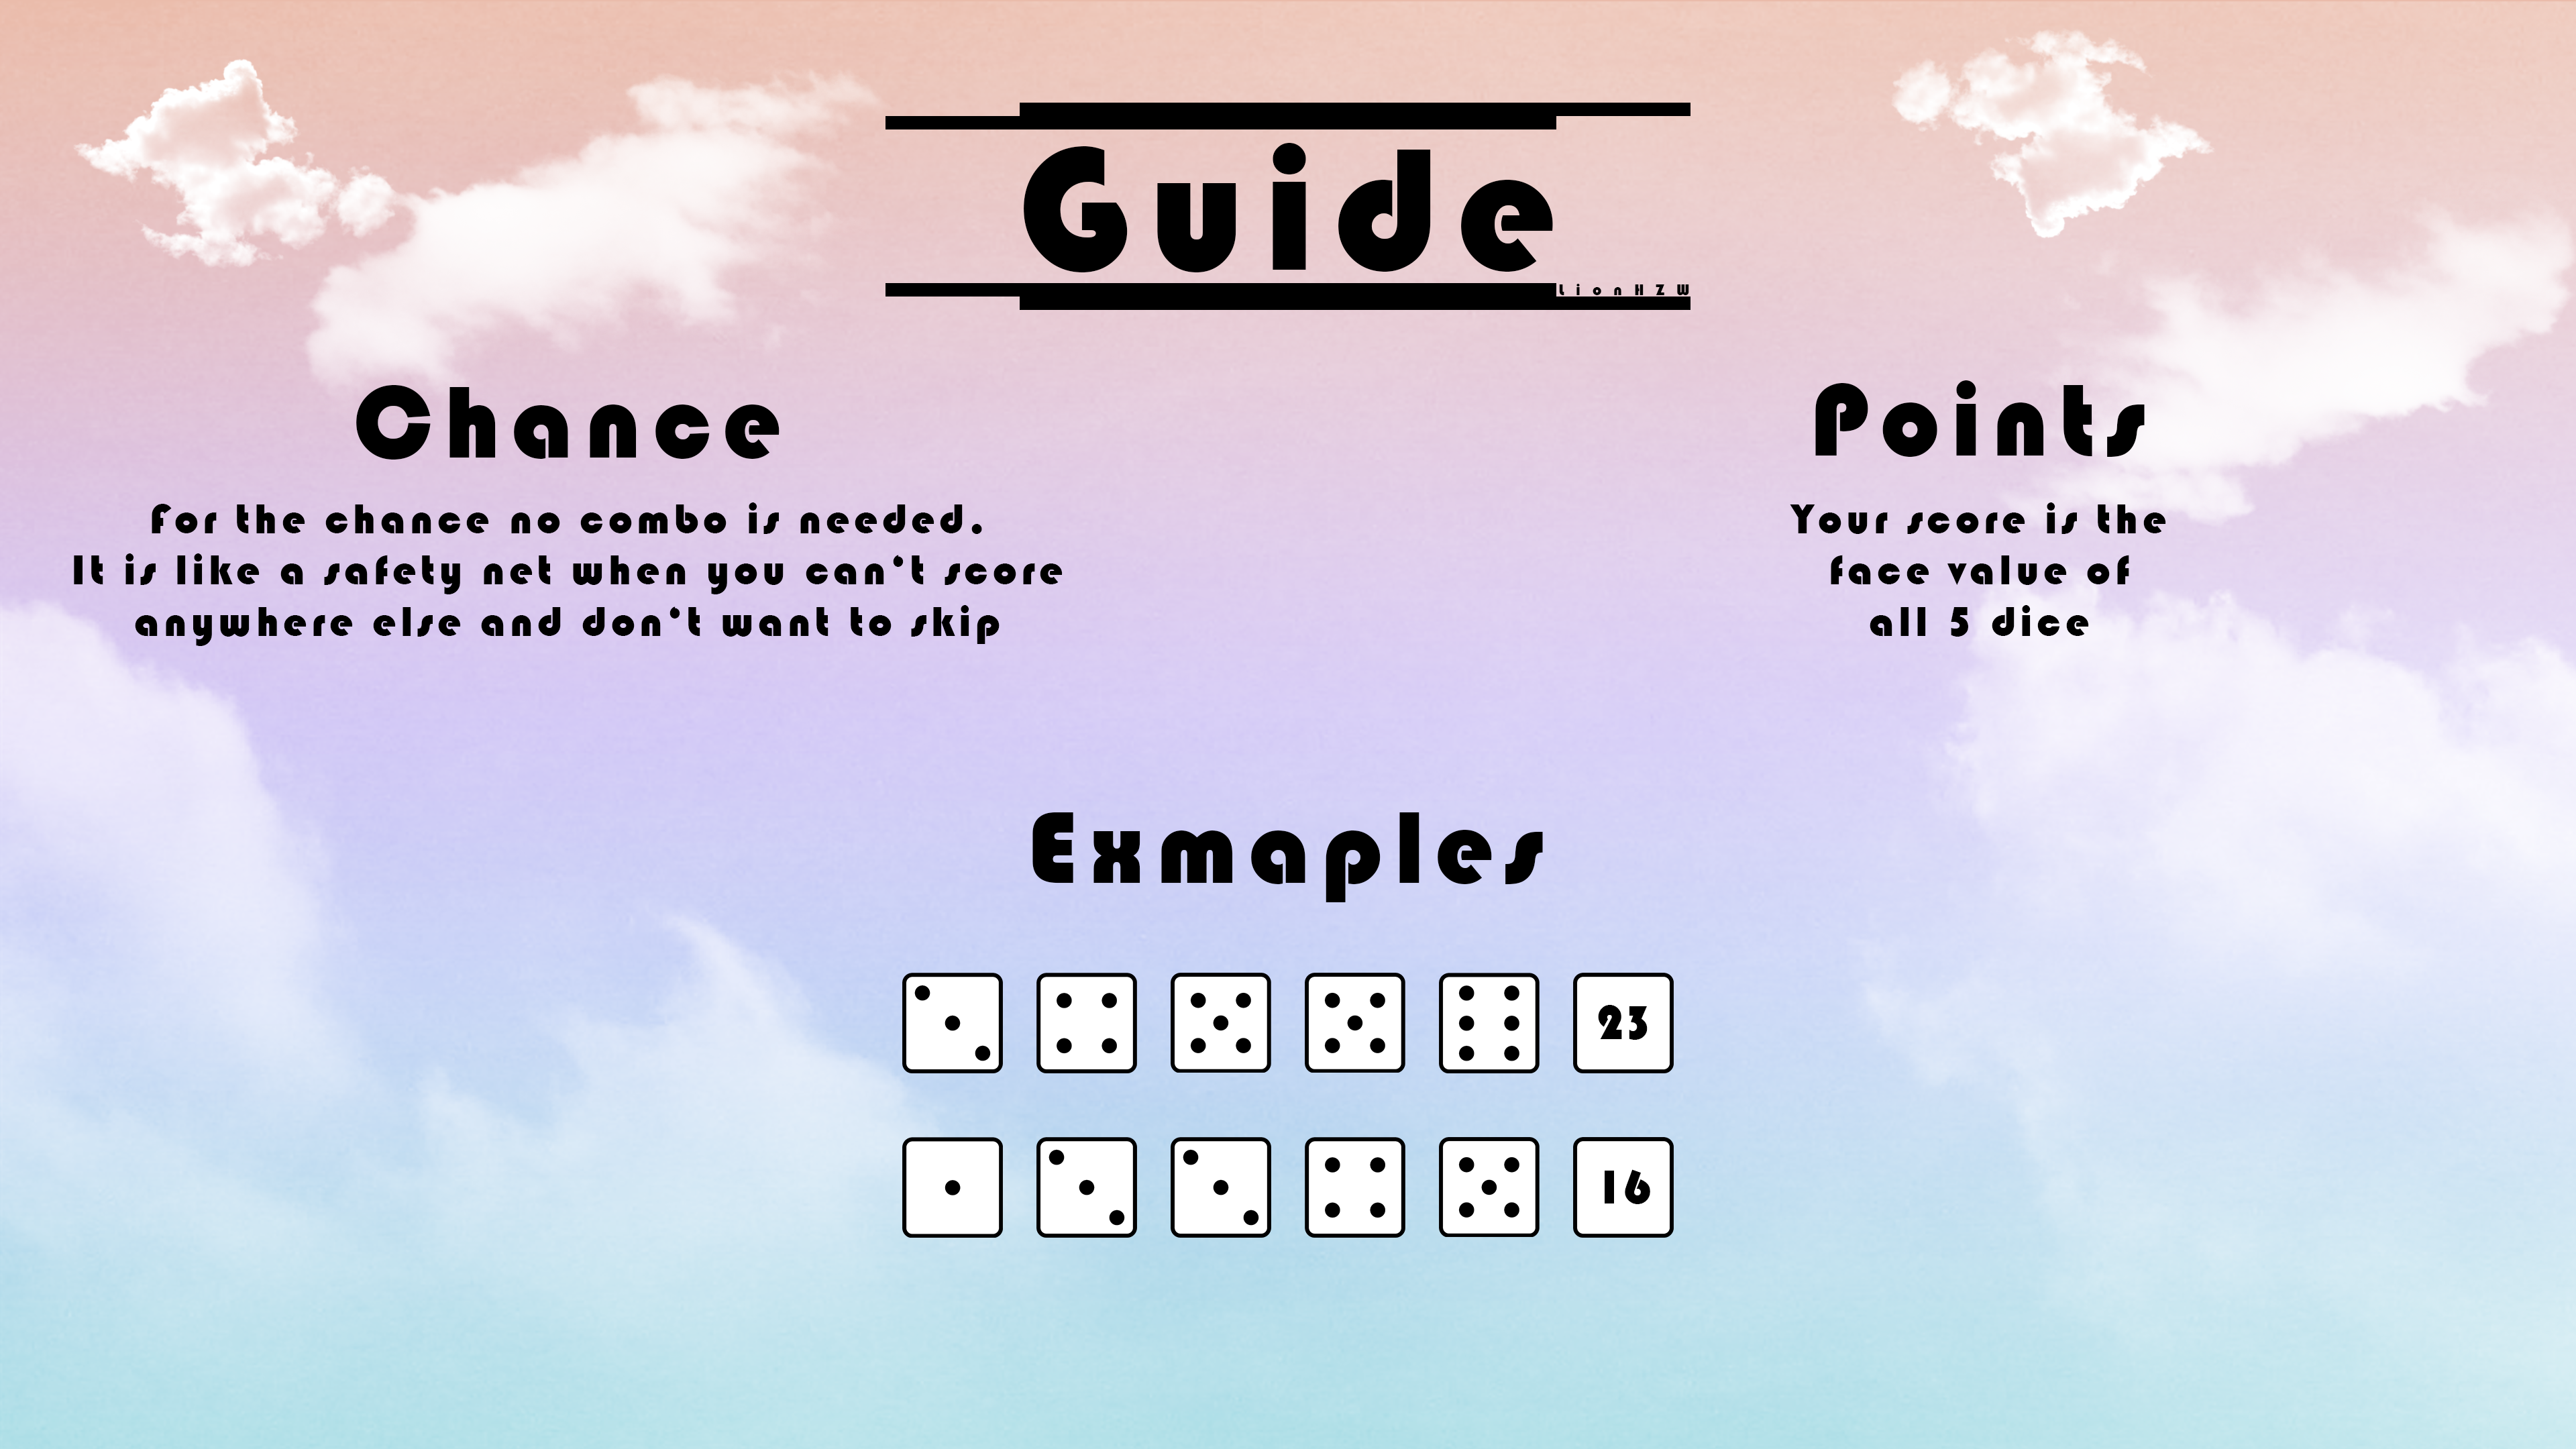 Guide
LionHZW
Chance
For the chance no combo is needed.
It is like a safety net when you can't score
anywhere else and don't want to skip
Points
Your score is the
face value of
all 5 dice
Exmaples
23
16